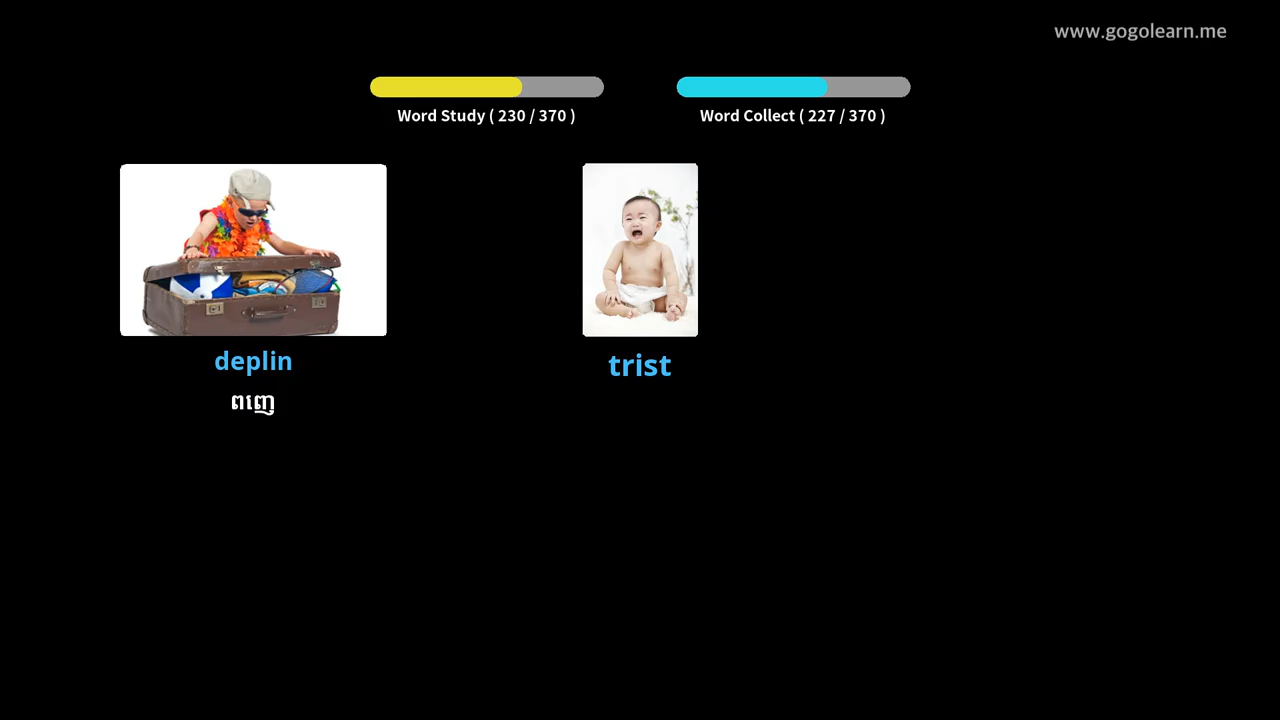 www.gogolearn.me
Word Study ( 230 / 370 )
Word Collect ( 227 / 370 )
deplin
ពេញ
trist